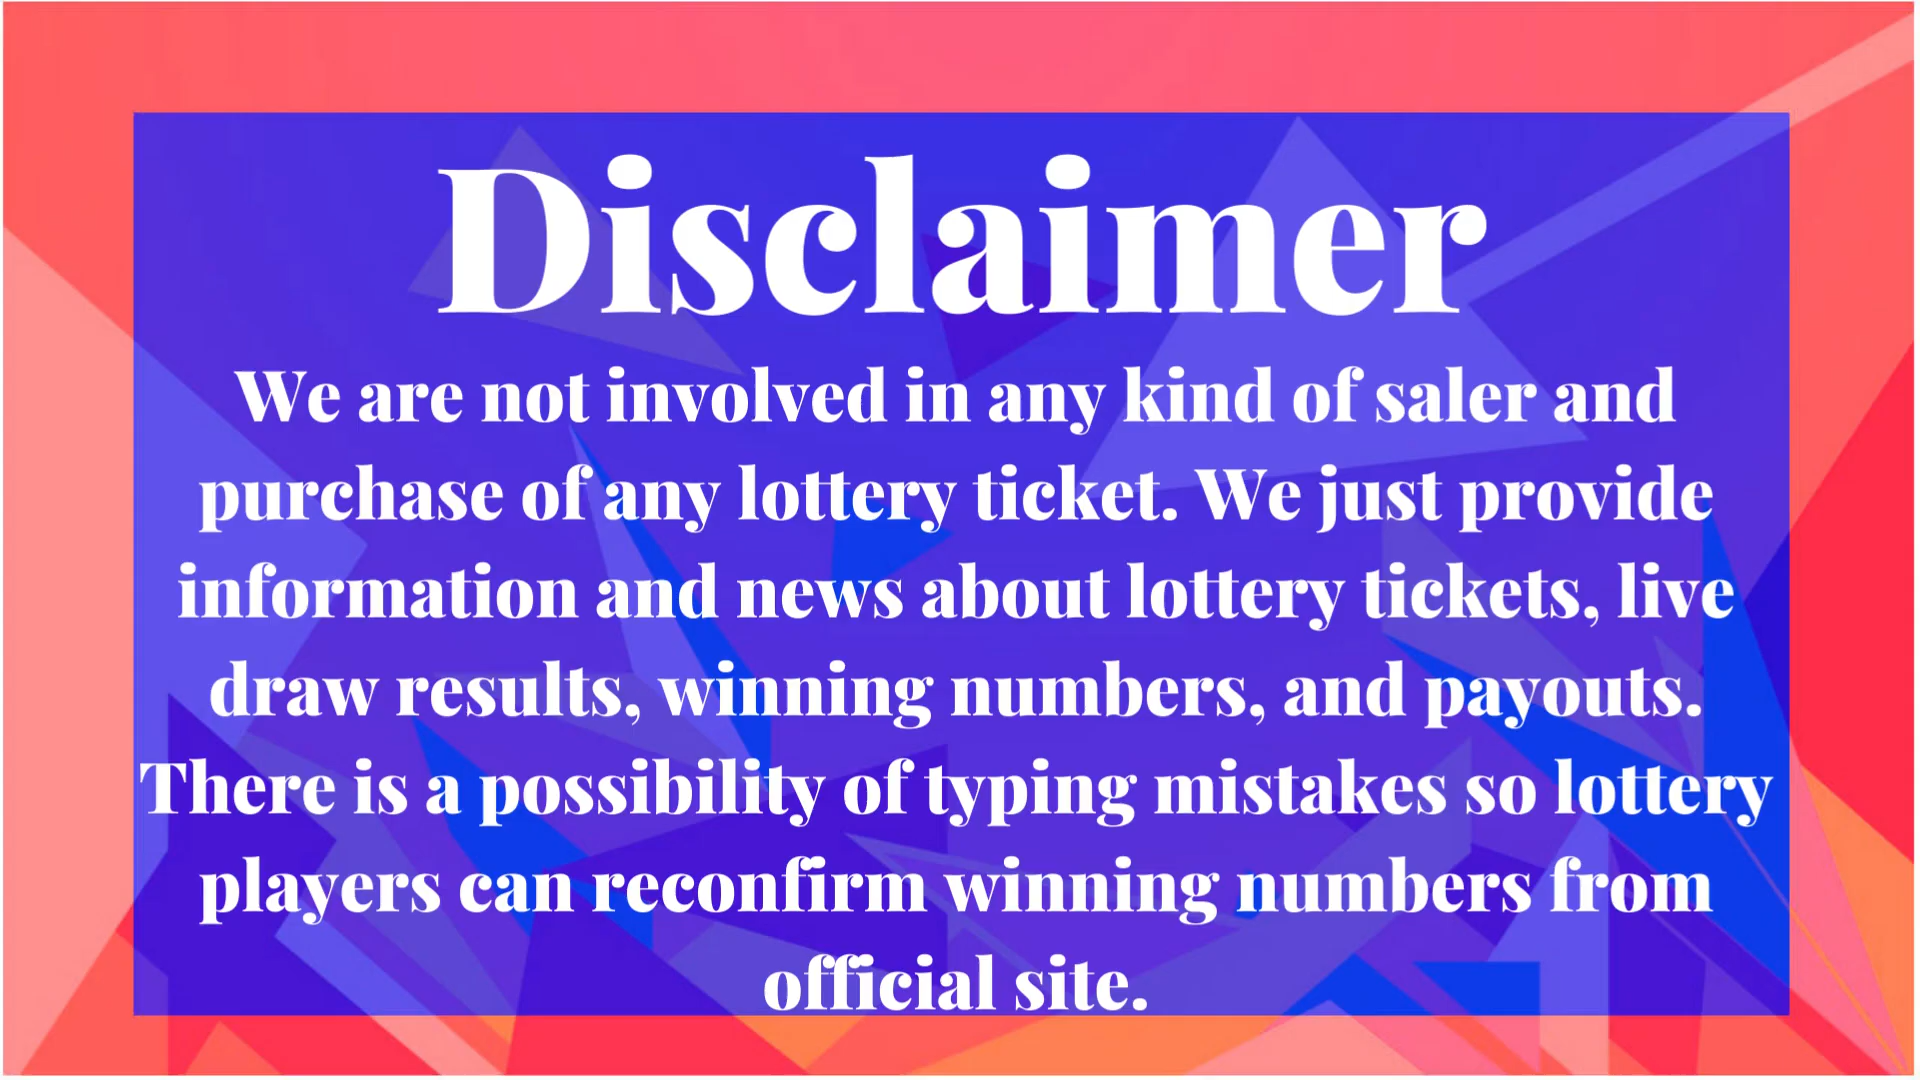 Disclaimer
We are not involved in any kind of saler and
purchase of any lottery ticket. We just provide
information and news about lottery tickets, live
draw results, winning numbers, and payouts.
There is a possibility of typing mistakes so lottery
players can reconfirm winning numbers from
official site.